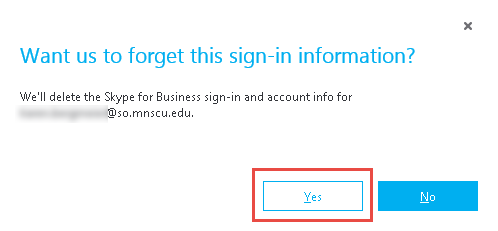 Want us to forget this sign-in information?
We'll delete the Skype for Business sign-in and account info for
@so.mnscu.edu.
Yes No